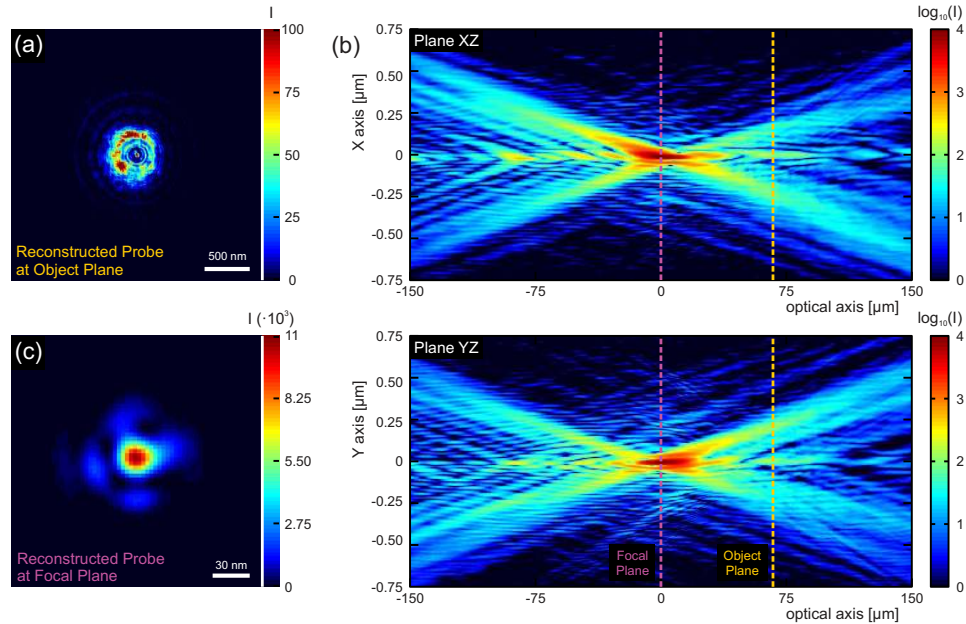 (a)
I
100
75
50
25
0
Reconstructed Probe
at Object Plane
500 nm
(b)
Plane XZ
log₁₀(I)
X axis [µm]
0.75
0.50
0.25
0
-0.25
-0.50
-0.75
-150
-75
0
75
150
optical axis [µm]
4
3
2
1
0
(c)
I (·10³)
11
8.25
5.50
2.75
0
Reconstructed Probe
at Focal Plane
30 nm
Plane YZ
log₁₀(I)
Y axis [µm]
0.75
0.50
0.25
0
-0.25
0.50
-0.75
Focal
Plane
Object
Plane
-150
-75
0
75
150
optical axis [µm]
4
3
2
1
0